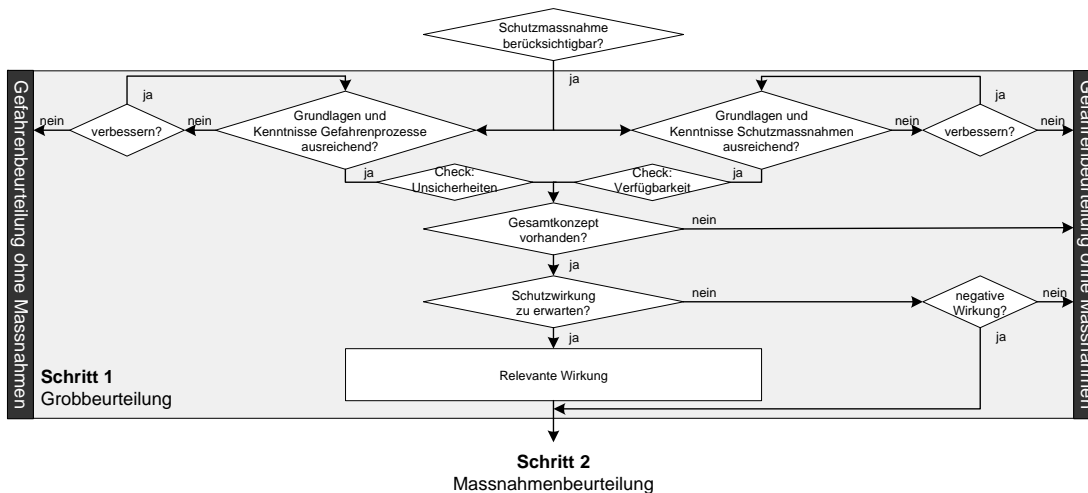 Schutzmassnahme
berücksichtigbar?
ja
Gefahrenbeurteilung ohne Massnahmen
nein
verbessern?
ja
nein
Grundlagen und
Kenntnisse Gefahrenprozesse
ausreichend?
ja
Grundlagen und
Kenntnisse Schutzmassnahmen
ausreichend?
ja
nein
verbessern?
ja
nein
Gefahrenbeurteilung ohne Massnahmen
Check:
Unsicherheiten
Check:
Verfügbarkeit
Gesamtkonzept
vorhanden?
nein
ja
Schutzwirkung
zu erwarten?
nein
negative
Wirkung?
nein
ja
ja
Relevante Wirkung
Schritt 1
Grobbeurteilung
Schritt 2
Massnahmenbeurteilung